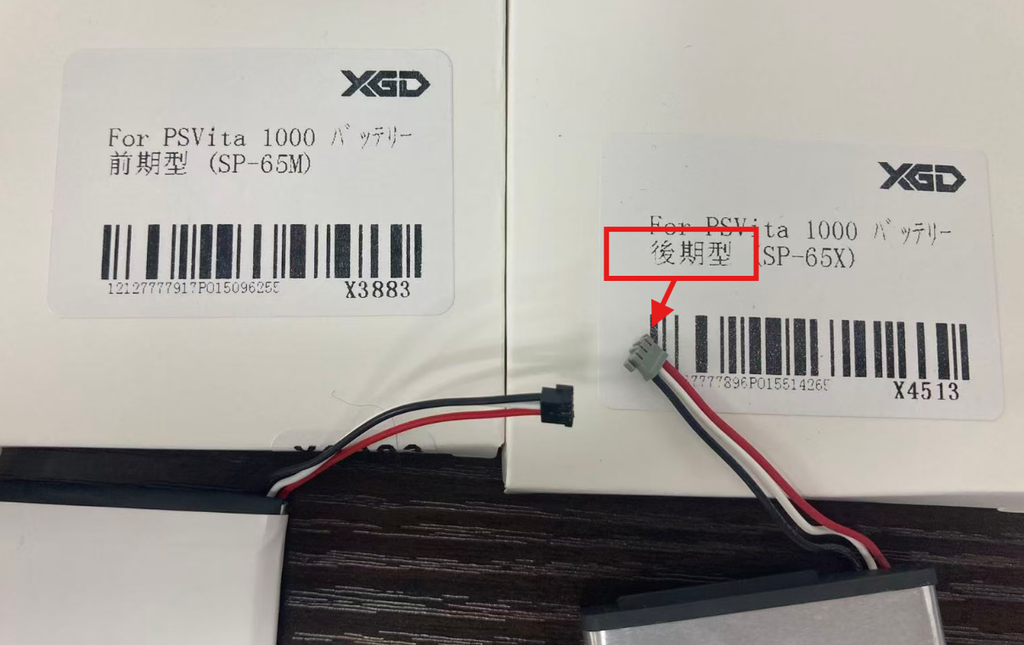 XGD
For PSVita 1000 ﾊﾞｯﾃﾘｰ
前期型 (SP-65M)
12127777917P015096255
X3883
XGD
For PSVita 1000 ﾊﾞｯﾃﾘｰ
後期型 (SP-65X)
7777896P015514265
X4513